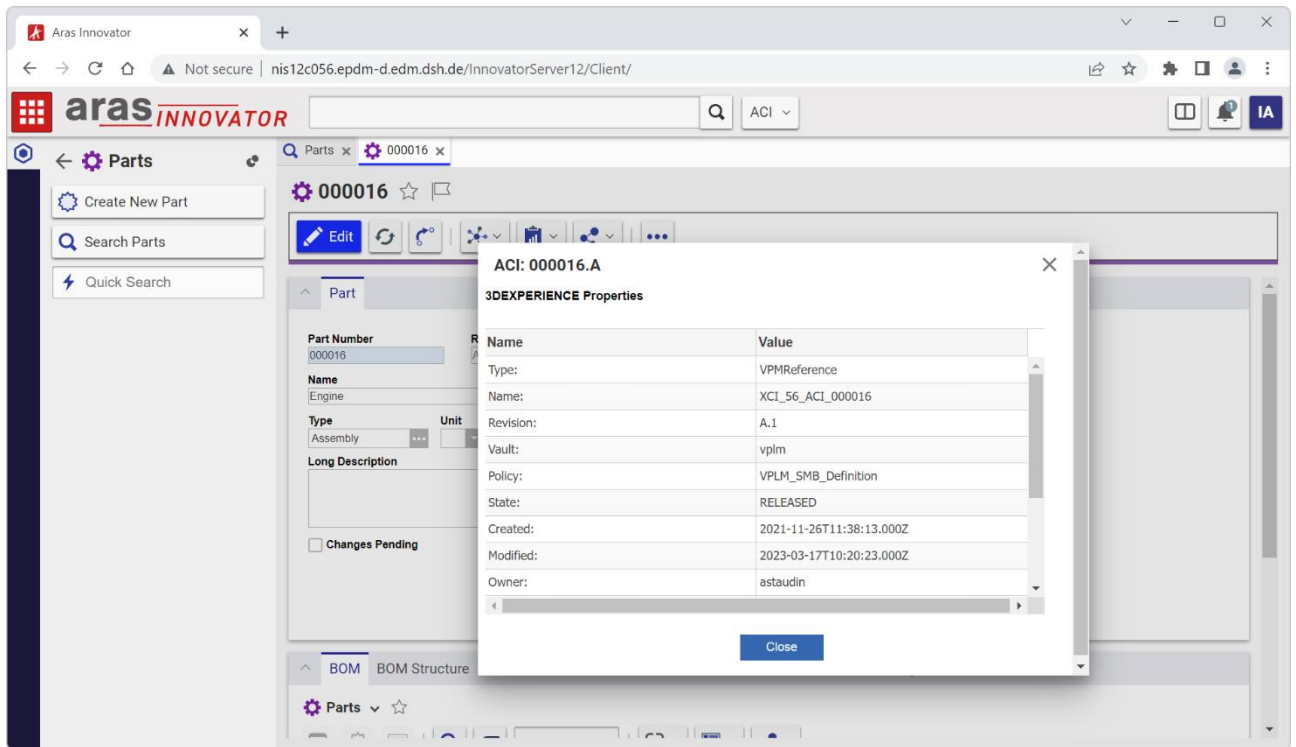 Aras Innovator
Not secure nis12c056.epdm-d.edm.dsh.de/InnovatorServer12/Client/
aras INNOVATOR
ACI
1
IA
Parts
Create New Part
Search Parts
Quick Search
Parts 000016
000016
Edit
Part
Part Number
000016
Name
Engine
Type Unit
Assembly
Long Description
Changes Pending
BOM BOM Structure
Parts
ACI: 000016.A
3DEXPERIENCE Properties
Name Value
Type: VPMReference
Name: XCI_56_ACI_000016
Revision: A.1
Vault: vplm
Policy: VPLM_SMB_Definition
State: RELEASED
Created: 2021-11-26T11:38:13.000Z
Modified: 2023-03-17T10:20:23.000Z
Owner: astaudin
Close